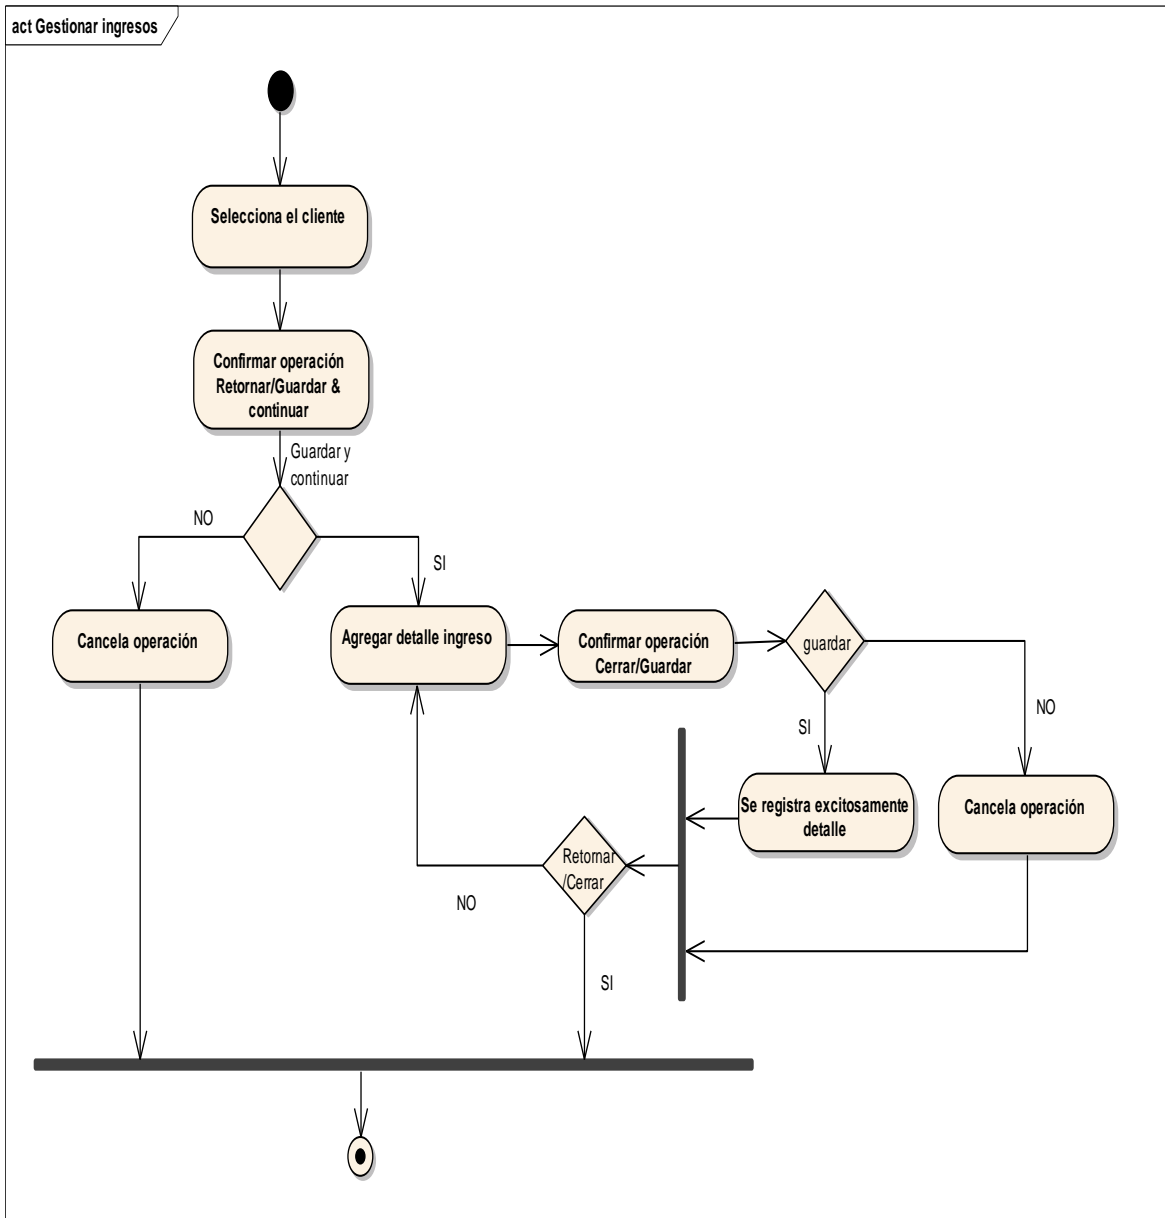 act Gestionar ingresos
Selecciona el cliente
Confirmar operación
Retornar/Guardar &
continuar
Guardar y
continuar
NO
SI
Cancela operación
Agregar detalle ingreso
Confirmar operación
Cerrar/Guardar
guardar
NO
SI
Se registra excitosamente
detalle
Cancela operación
Retornar
/Cerrar
NO
SI